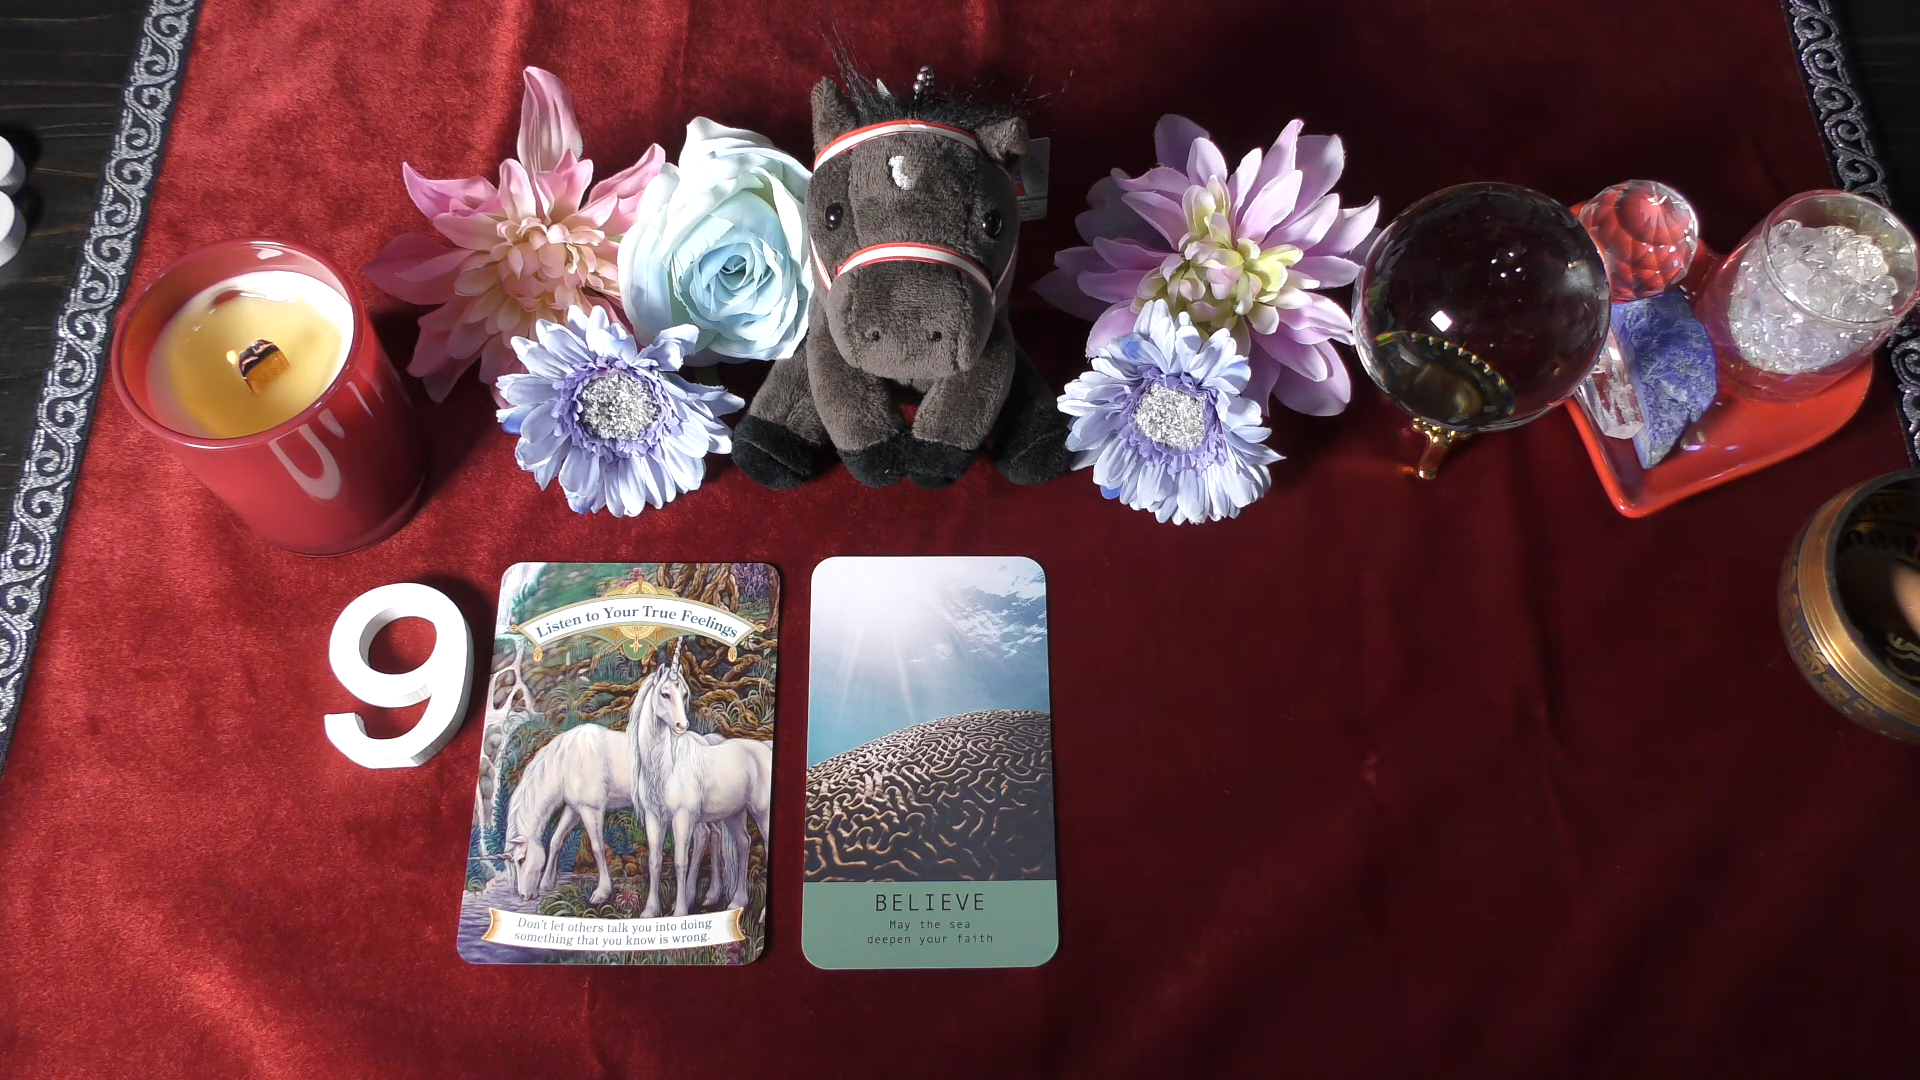 9
Listen to Your True Feelings
Don't let others talk you into doing
something that you know is wrong.
BELIEVE
May the sea
deepen your faith